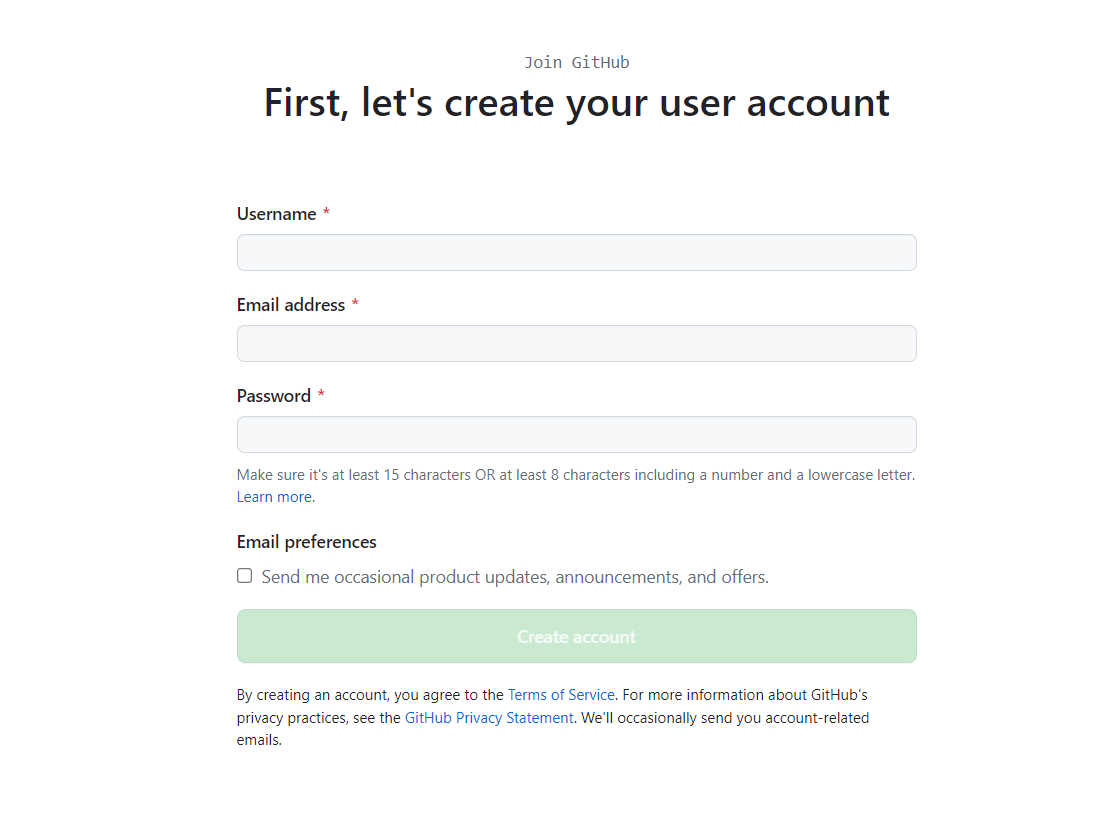 Join GitHub
First, let's create your user account
Username *
Email address *
Password *
Make sure it's at least 15 characters OR at least 8 characters including a number and a lowercase letter.
Learn more.
Email preferences
Send me occasional product updates, announcements, and offers.
Create account
By creating an account, you agree to the Terms of Service. For more information about GitHub's
privacy practices, see the GitHub Privacy Statement. We'll occasionally send you account-related
emails.